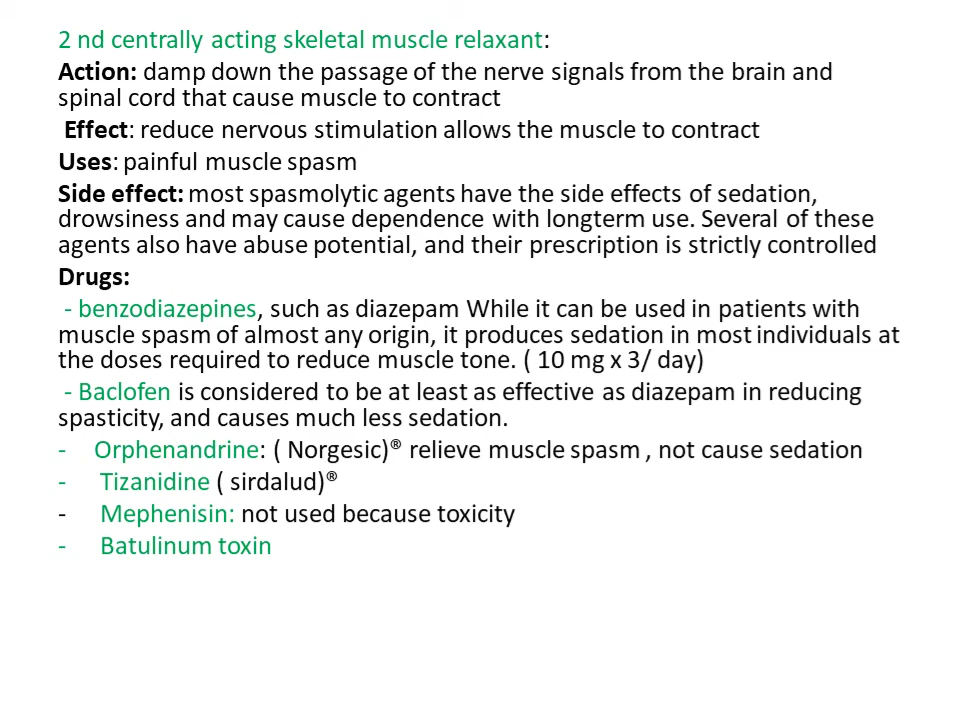 2 nd centrally acting skeletal muscle relaxant:
Action: damp down the passage of the nerve signals from the brain and
spinal cord that cause muscle to contract
Effect: reduce nervous stimulation allows the muscle to contract
Uses: painful muscle spasm
Side effect: most spasmolytic agents have the side effects of sedation,
drowsiness and may cause dependence with longterm use. Several of these
agents also have abuse potential, and their prescription is strictly controlled
Drugs:
- benzodiazepines, such as diazepam While it can be used in patients with
muscle spasm of almost any origin, it produces sedation in most individuals at
the doses required to reduce muscle tone. ( 10 mg x 3/ day)
- Baclofen is considered to be at least as effective as diazepam in reducing
spasticity, and causes much less sedation.
- Orphenandrine: ( Norgesic)® relieve muscle spasm , not cause sedation
- Tizanidine ( sirdalud)®
- Mephenisin: not used because toxicity
- Batulinum toxin